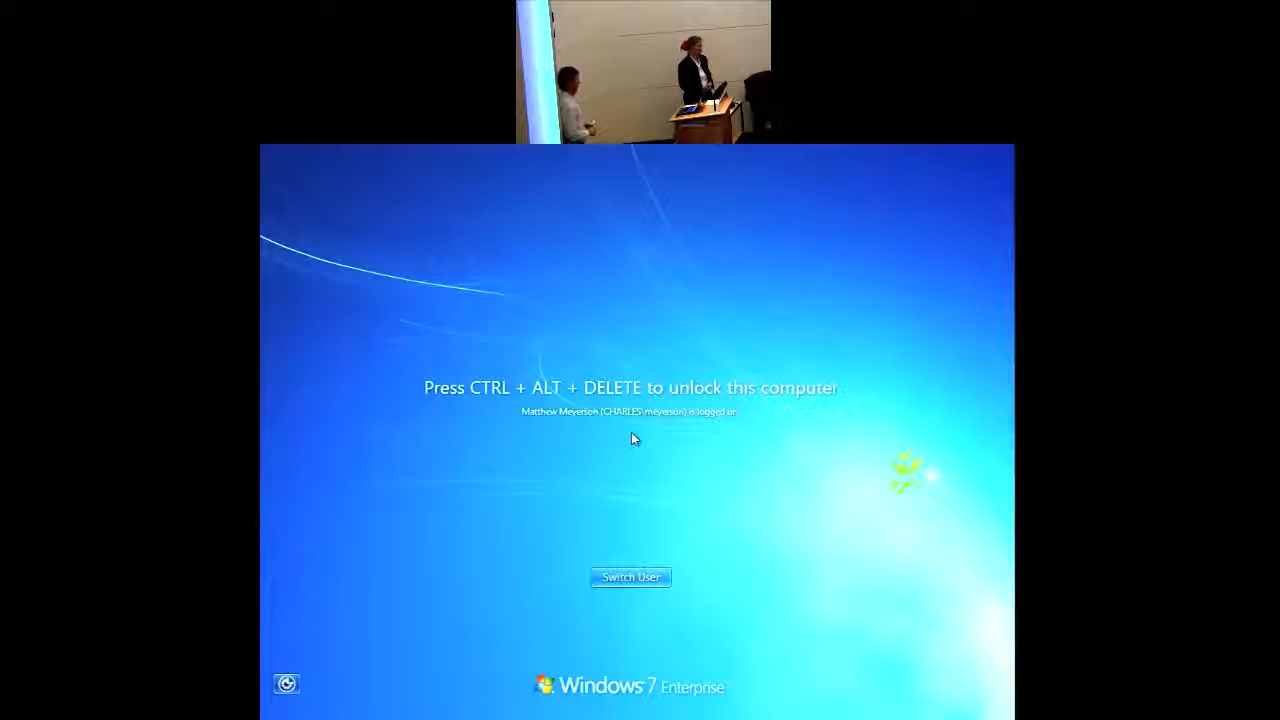 Press CTRL + ALT + DELETE to unlock this computer
Matthew Meyerson (CHARLES\meyerson) is logged on.
Switch User
Windows 7 Enterprise